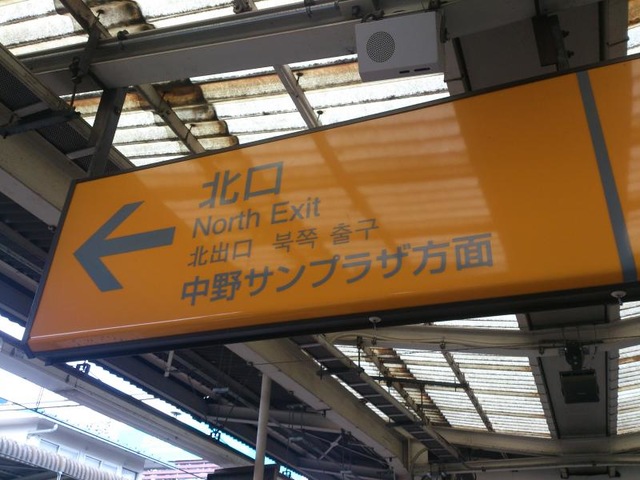 北口
North Exit
北出口 북쪽 출구
中野サンプラザ方面